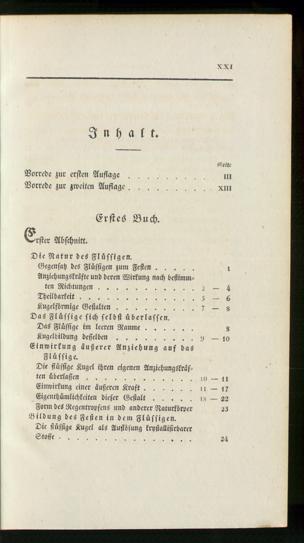 XXI
Inhalt.
Seite
Vorrede zur ersten Auflage . . . . . . . . . . III
Vorrede zur zweiten Auflage . . . . . . . . . XIII
Erstes Buch.
Erster Abschnitt.
Die Natur des Flüssigen.
Gegensatz des Flüssigen zum Festen . . . . . 1
Anziehungskräfte und deren Wirkung nach bestimm-
ten Richtungen . . . . . . . . . . . 2 — 4
Theilbarkeit . . . . . . . . . . . . 5 — 6
Kugelförmige Gestalten . . . . . . . . 7 — 8
Das Flüssige sich selbst überlassen.
Das Flüssige im leeren Raume . . . . . . 8
Kugelbildung desselben . . . . . . . . 9 — 10
Einwirkung äußerer Anziehung auf das
Flüssige.
Die flüssige Kugel ihren eigenen Anziehungskräf-
ten überlassen . . . . . . . . . . . 10 — 11
Einwirkung einer äußeren Kraft . . . . . 11 — 17
Eigenthümlichkeiten dieser Gestalt . . . . . 18 — 22
Form des Regentropfens und anderer Naturkörper 23
Bildung des Festen in dem Flüssigen.
Die flüssige Kugel als Auflösung krystallisirbarer
Stoffe . . . . . . . . . . . . . . 24